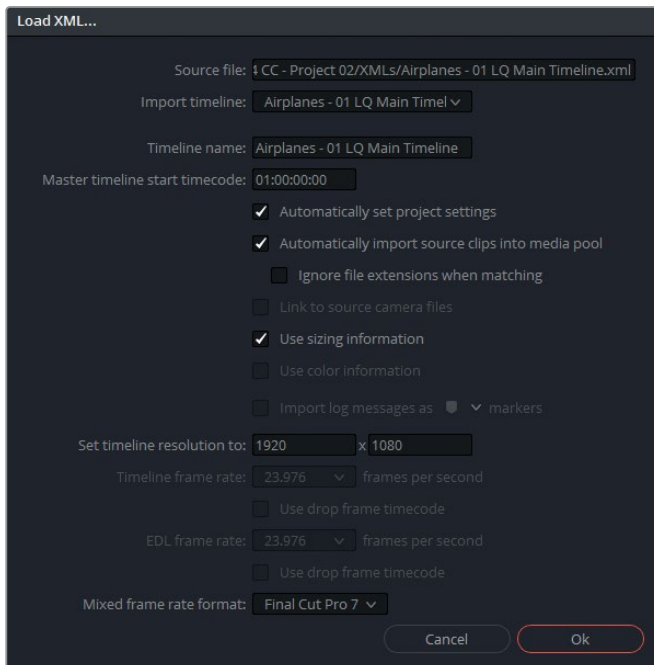 Load XML...
Source file: 4 CC - Project 02/XMLs/Airplanes - 01 LQ Main Timeline.xml
Import timeline: Airplanes - 01 LQ Main Timel
Timeline name: Airplanes - 01 LQ Main Timeline
Master timeline start timecode: 01:00:00:00
Automatically set project settings
Automatically import source clips into media pool
Ignore file extensions when matching
Link to source camera files
Use sizing information
Use color information
Import log messages as markers
Set timeline resolution to: 1920 x 1080
Timeline frame rate: 23.976 frames per second
Use drop frame timecode
EDL frame rate: 23.976 frames per second
Use drop frame timecode
Mixed frame rate format: Final Cut Pro 7
Cancel Ok